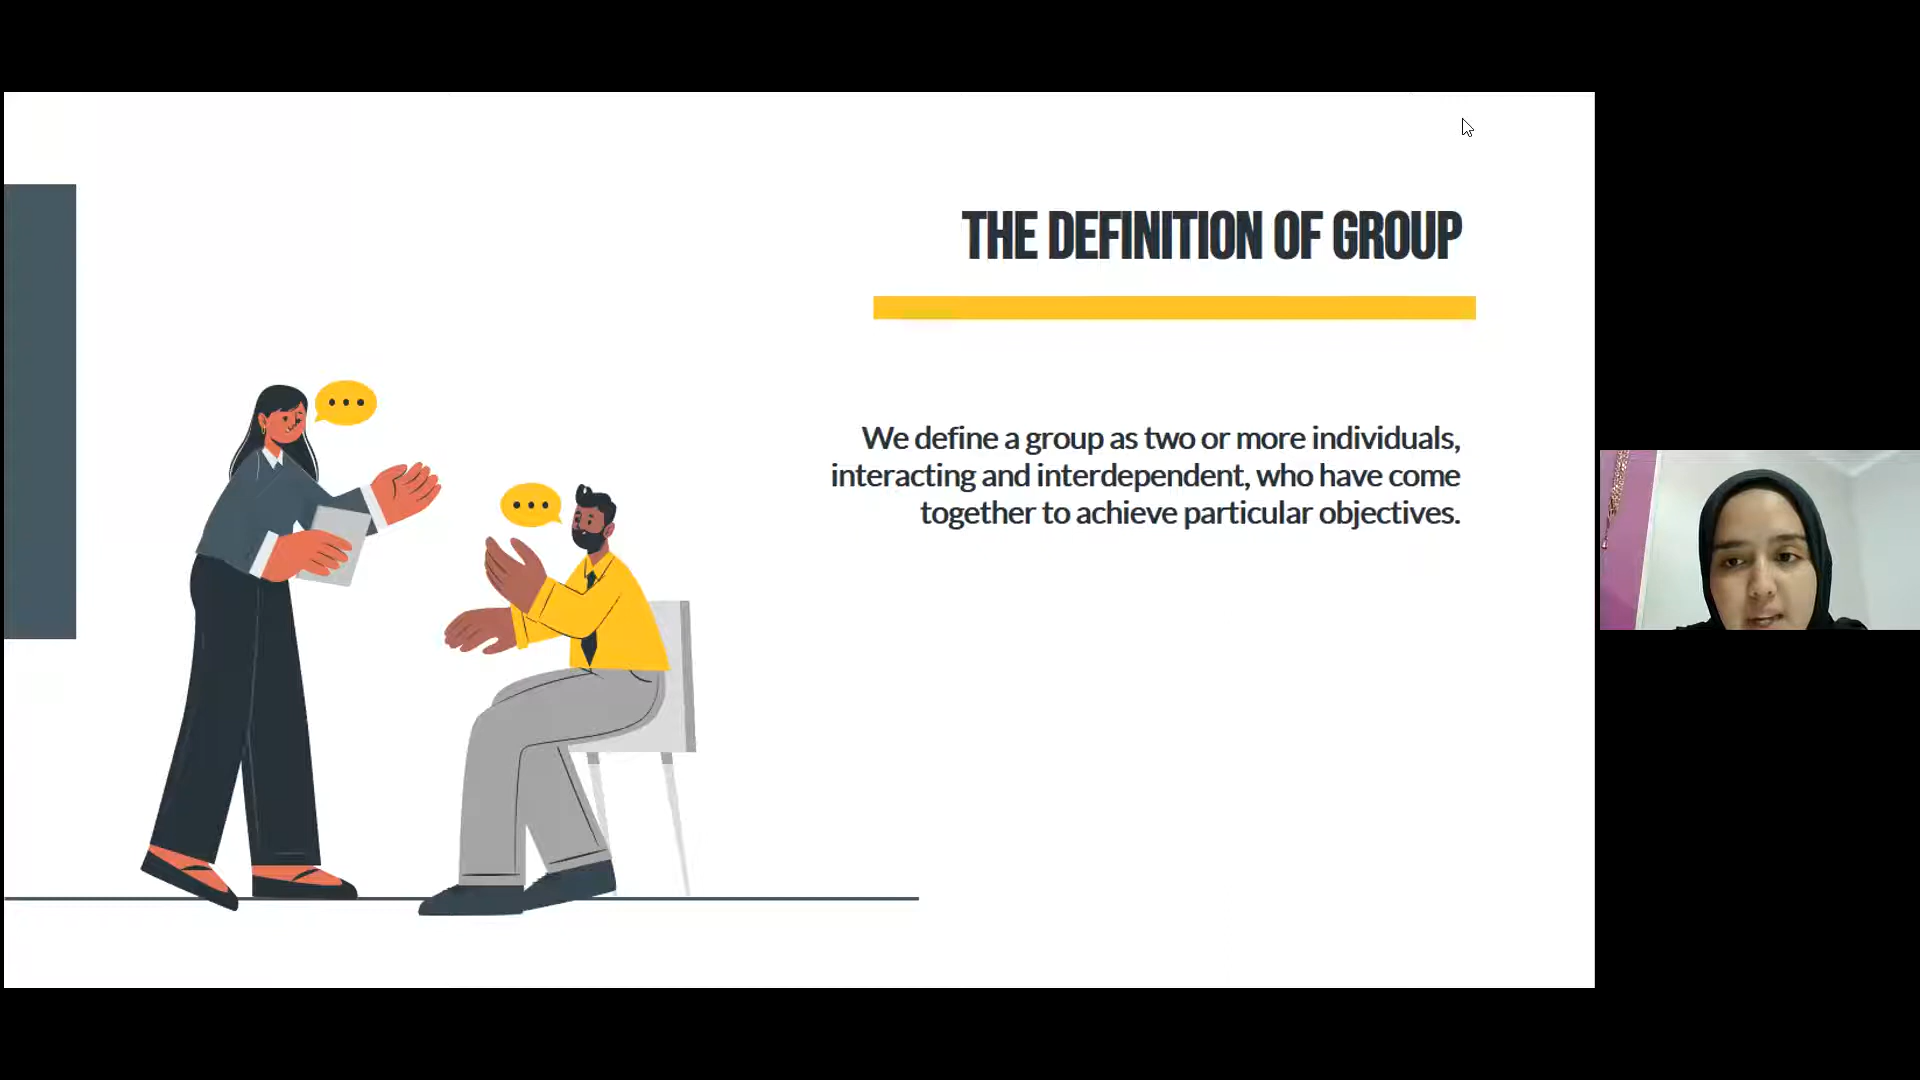 THE DEFINITION OF GROUP
We define a group as two or more individuals,
interacting and interdependent, who have come
together to achieve particular objectives.